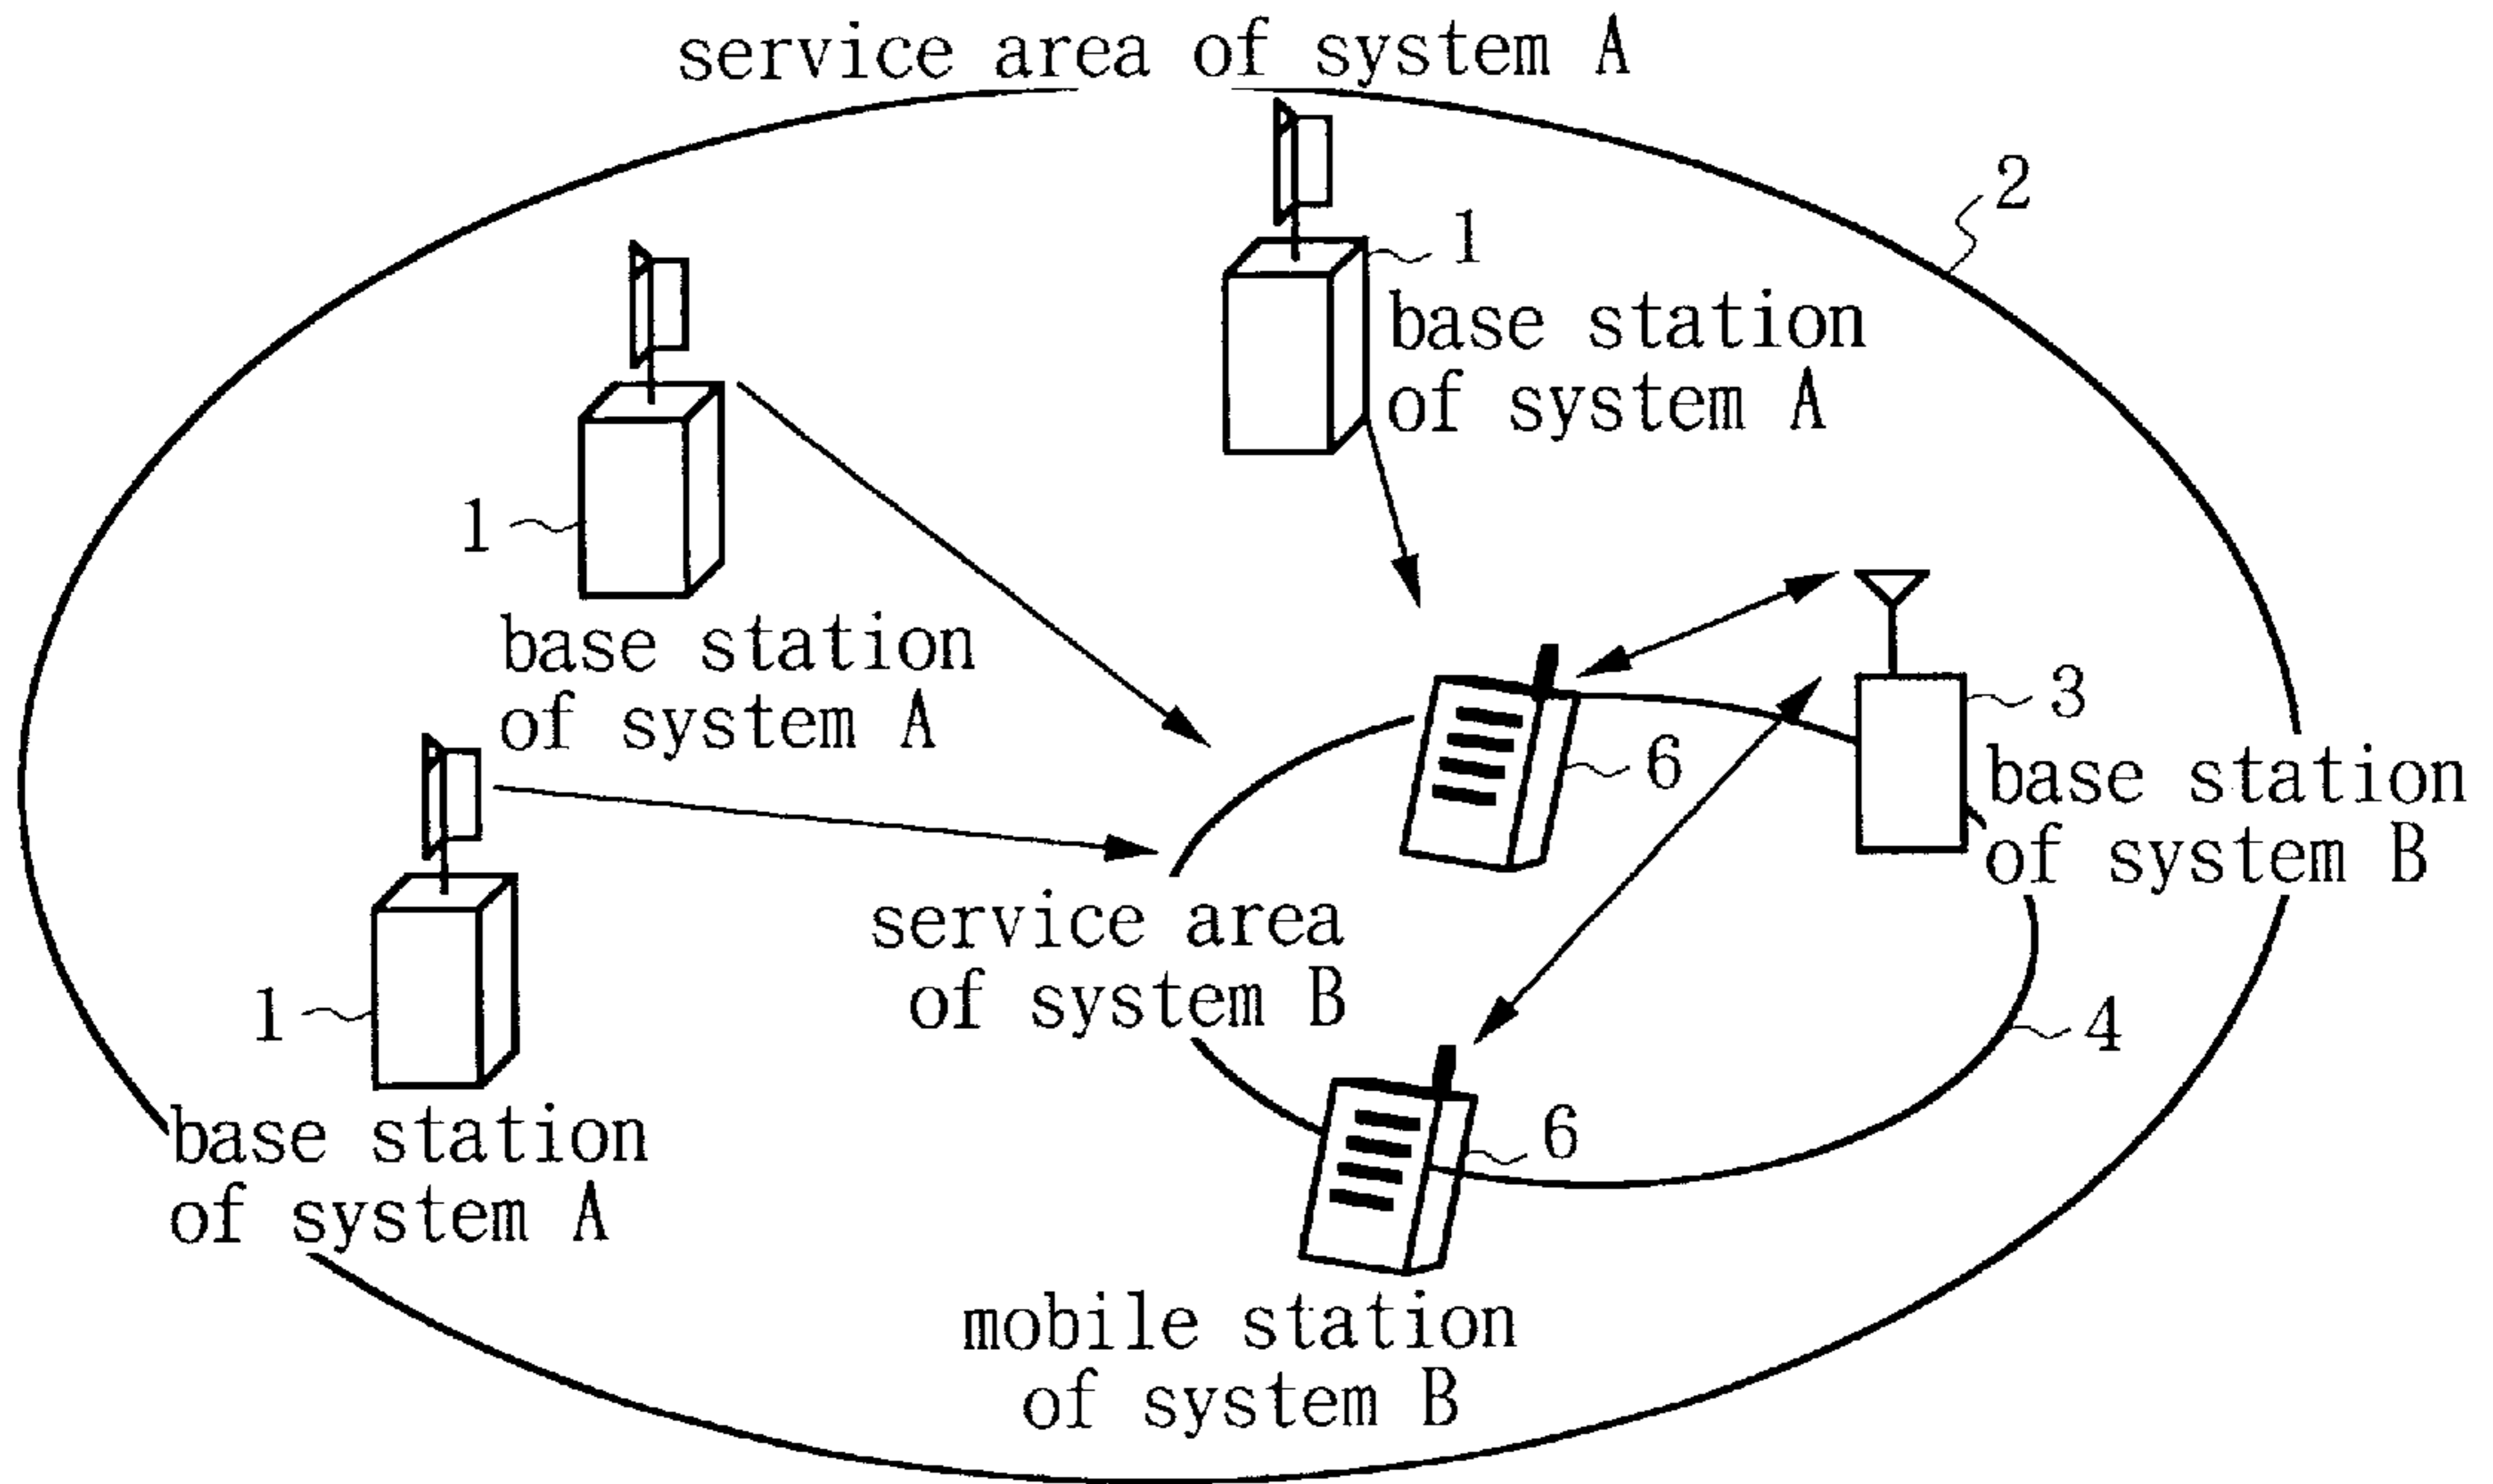 service area of system A
2
1
base station
of system A
1
base station
of system A
3
6
base station
of system B
service area
of system B
1
4
base station
of system A
6
mobile station
of system B